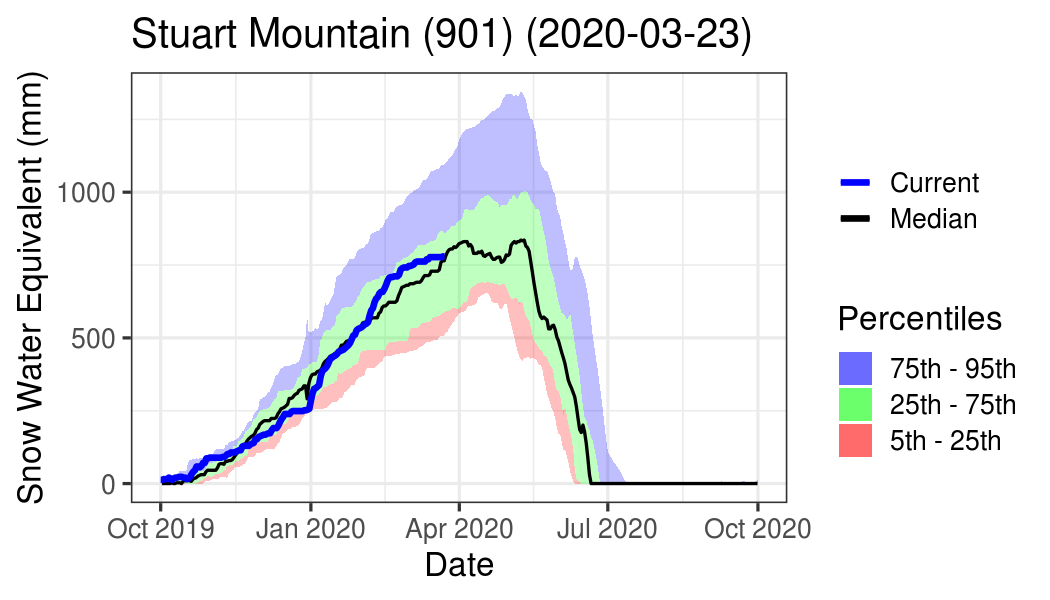 Stuart Mountain (901) (2020-03-23)
Snow Water Equivalent (mm)
1000
500
0
Oct 2019
Jan 2020
Apr 2020
Jul 2020
Oct 2020
Date
Current
Median
Percentiles
75th - 95th
25th - 75th
5th - 25th